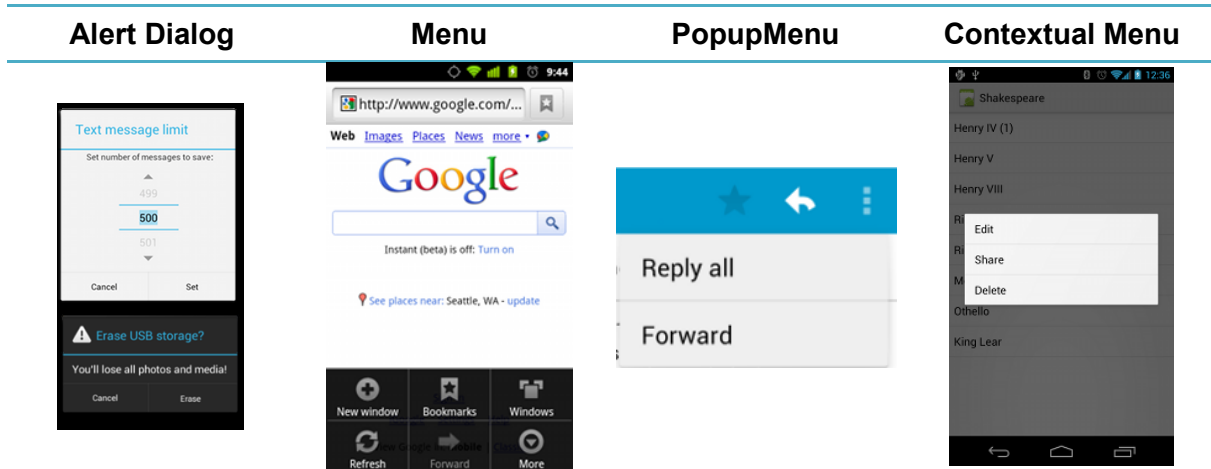 Alert Dialog
Menu
PopupMenu
Contextual Menu
Text message limit
Set number of messages to save:
499
500
501
Cancel Set
Erase USB storage?
You'll lose all photos and media!
Cancel Erase
9:44
http://www.google.com/...
Web Images Places News more
Google
Instant (beta) is off: Turn on
See places near: Seattle, WA - update
New window Bookmarks Windows
Refresh Forward More
Reply all
Forward
12:36
Shakespeare
Henry IV (1)
Henry V
Henry VIII
Edit
Share
Delete
Othello
King Lear